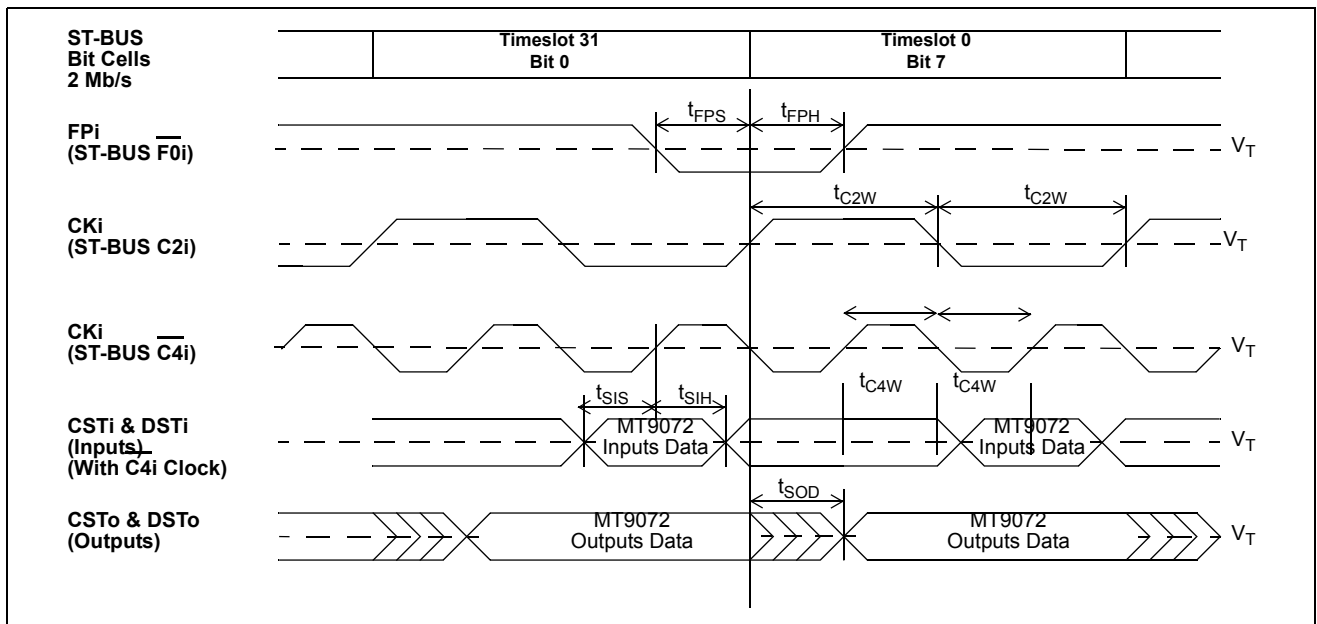 ST-BUS
Bit Cells
2 Mb/s
Timeslot 31
Bit 0
Timeslot 0
Bit 7
FPi
(ST-BUS F0i)
tFPS
tFPH
VT
CKi
(ST-BUS C2i)
tC2W
tC2W
VT
CKi
(ST-BUS C4i)
VT
tC4W
tC4W
tSIS
tSIH
CSTi & DSTi
(Inputs)
(With C4i Clock)
MT9072
Inputs Data
MT9072
Inputs Data
VT
tSOD
CSTo & DSTo
(Outputs)
MT9072
Outputs Data
MT9072
Outputs Data
VT